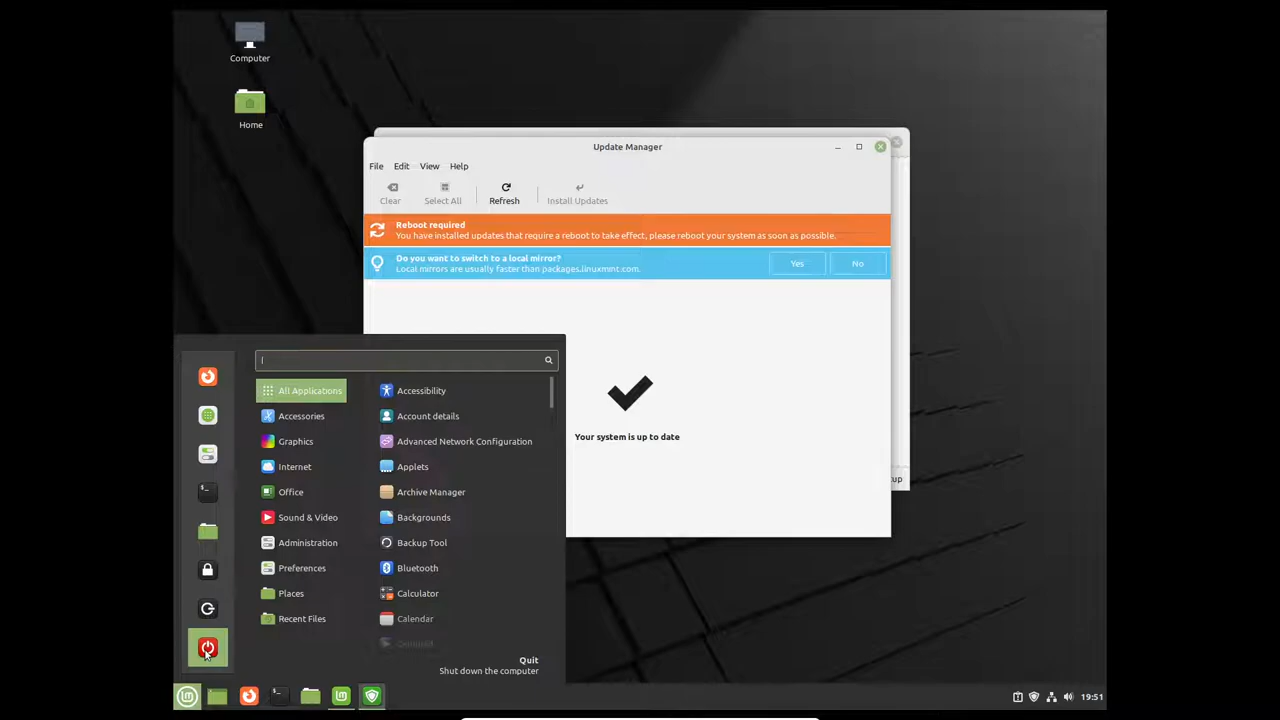 Computer
Home
Update Manager
File Edit View Help
Clear Select All Refresh Install Updates
Reboot required
You have installed updates that require a reboot to take effect, please reboot your system as soon as possible.
Do you want to switch to a local mirror?
Local mirrors are usually faster than packages.linuxmint.com.
Yes No
Your system is up to date
up
All Applications
Accessories
Graphics
Internet
Office
Sound & Video
Administration
Preferences
Places
Recent Files
Accessibility
Account details
Advanced Network Configuration
Applets
Archive Manager
Backgrounds
Backup Tool
Bluetooth
Calculator
Calendar
Quit
Shut down the computer
19:51